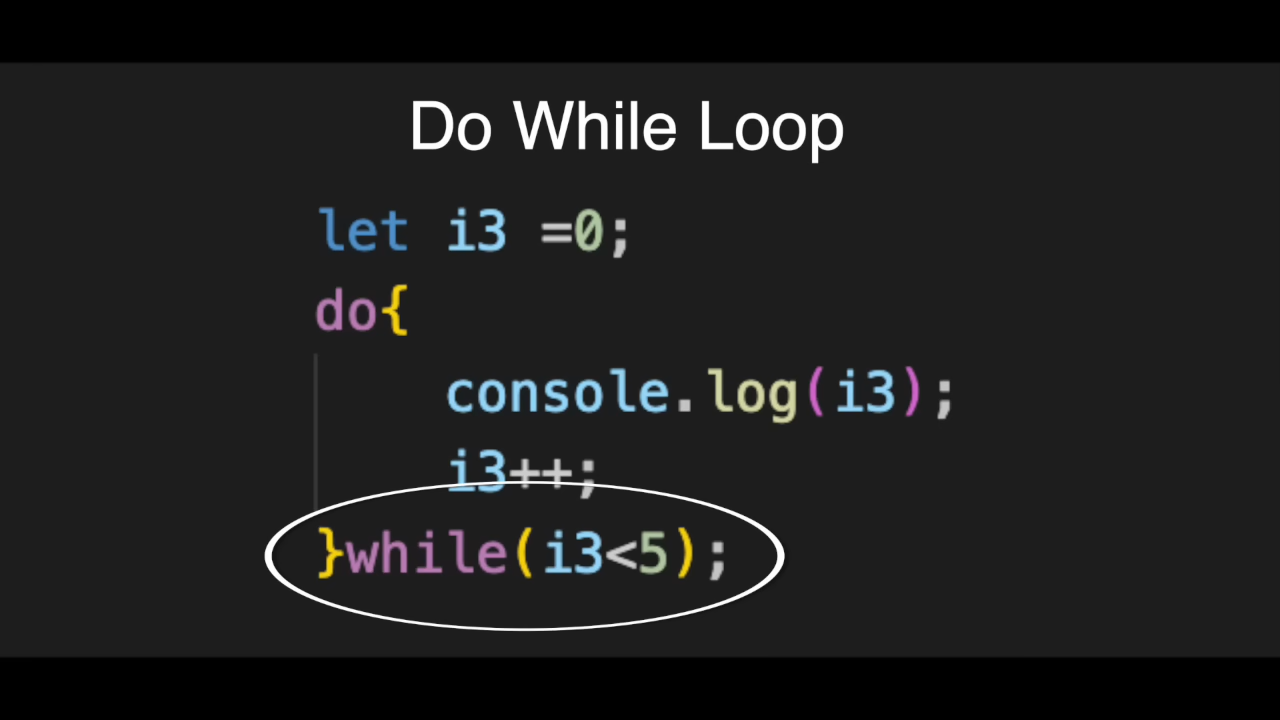 Do While Loop
let i3 =0;
do{
console.log(i3);
i3++;
}while(i3<5);